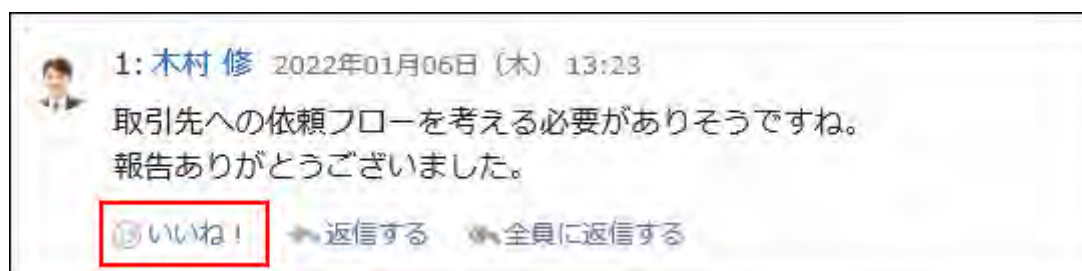 1: 木村 修 2022年01月06日（木） 13:23
取引先への依頼フローを考える必要がありそうですね。
報告ありがとうございました。
いいね！ 返信する 全員に返信する